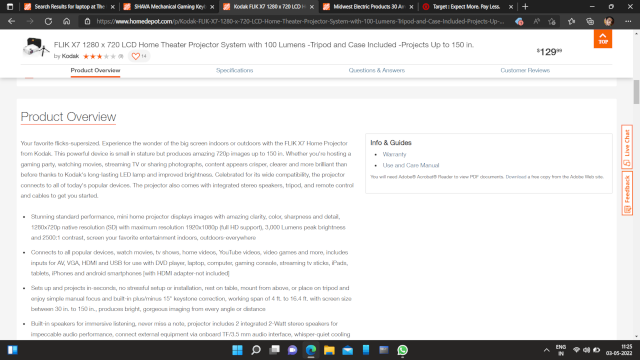 Search Results for laptop at The
SHAVA Mechanical Gaming Key
Kodak FLIK X7 1280 x 720 LCD H
Midwest Electric Products 30 Am
Target : Expect More. Pay Less.
https://www.homedepot.com/p/Kodak-FLIK-X7-1280-x-720-LCD-Home-Theater-Projector-System-with-100-Lumens-Tripod-and-Case-Included-Projects-Up-...
FLIK X7 1280 x 720 LCD Home Theater Projector System with 100 Lumens -Tripod and Case Included -Projects Up to 150 in.
by Kodak
54
$129⁹⁹
TOP
Product Overview
Specifications
Questions & Answers
Customer Reviews
Product Overview
Your favorite flicks-supersized. Experience the wonder of the big screen indoors or outdoors with the FLIK X7 Home Projector
from Kodak. This powerful device is small in stature but produces amazing 720p images up to 150 in. Whether you're hosting a
gaming party, watching movies, streaming TV or sharing photographs, content appears crisper, clearer and more brilliant than
before thanks to Kodak's long-lasting LED lamp and improved brightness. Celebrated for its wide compatibility, the projector
connects to all of today's popular devices. The projector also comes with integrated stereo speakers, tripod, and remote control
and cables to get you started.
Stunning standard performance, mini home projector displays images with amazing clarity, color, sharpness and detail,
1280x720p native resolution (SD) with maximum resolution 1920x1080p (full HD support), 3,000 Lumens peak brightness
and 2500:1 contrast, screen your favorite entertainment indoors, outdoors-everywhere
Connects to all popular devices, watch movies, tv shows, home videos, YouTube videos, video games and more, includes
inputs for AV, VGA, HDMI and USB for use with DVD player, laptop, computer, gaming console, streaming tv sticks, iPads,
tablets, iPhones and android smartphones (with HDMI adapter-not included)
Sets up and projects in-seconds, no stressful setup or installation, rest on table, mount from above, or place on tripod and
enjoy simple manual focus and built-in plus/minus 15° keystone correction, working span of 4 ft. to 16.4 ft. with screen size
between 30 in. to 150 in., produces bright, gorgeous imaging from every angle or distance
Built-in speakers for immersive listening, never miss a note, projector includes 2 integrated 2-Watt stereo speakers for
impeccable audio performance, connect external equipment via onboard TF/3.5 mm audio interface, whisper-quiet cooling
Info & Guides
Warranty
Use and Care Manual
You will need Adobe® Acrobat® Reader to view PDF documents. Download a free copy from the Adobe Web site.
Live Chat
Feedback
ENG
IN
11:25
03-05-2022